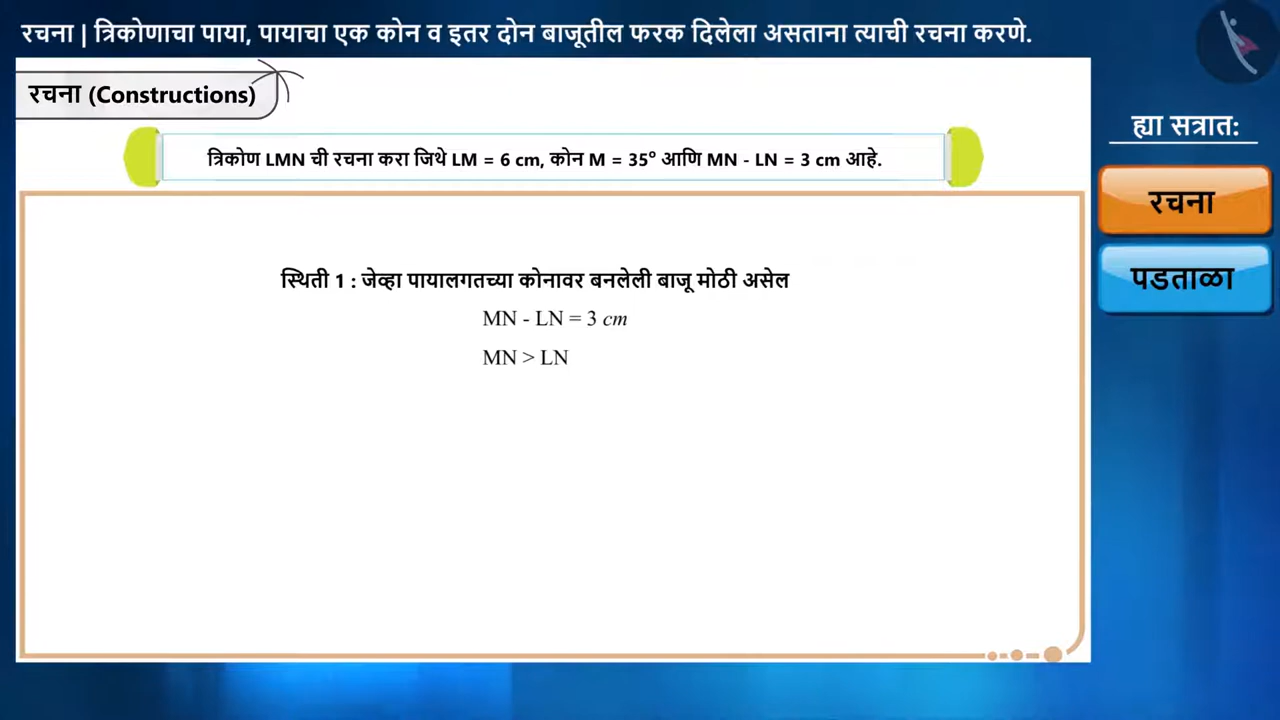 रचना | त्रिकोणाचा पाया, पायाचा एक कोन व इतर दोन बाजूतील फरक दिलेला असताना त्याची रचना करणे.
रचना (Constructions)
ह्या सत्रात:
त्रिकोण LMN ची रचना करा जिथे LM = 6 cm, कोन M = 35° आणि MN - LN = 3 cm आहे.
रचना
पडताळा
स्थिती 1 : जेव्हा पायालगतच्या कोनावर बनलेली बाजू मोठी असेल
MN - LN = 3 cm
MN > LN